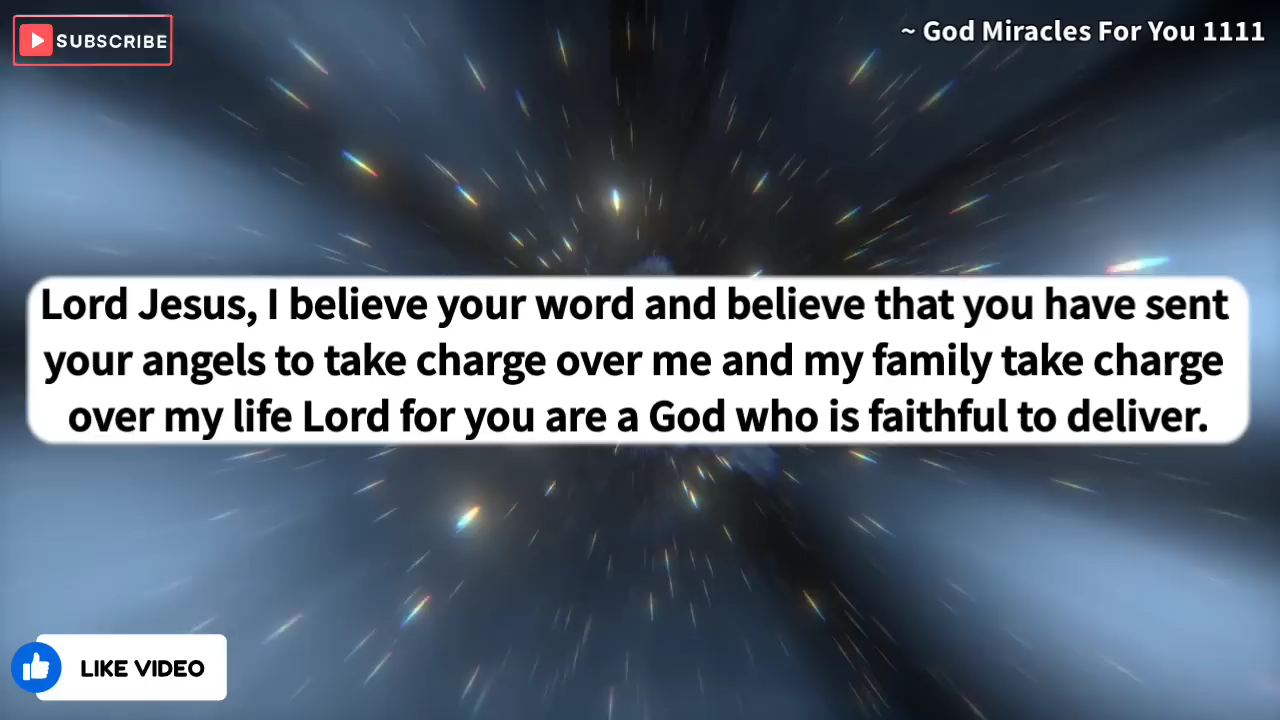 SUBSCRIBE
~ God Miracles For You 1111
Lord Jesus, I believe your word and believe that you have sent
your angels to take charge over me and my family take charge
over my life Lord for you are a God who is faithful to deliver.
LIKE VIDEO